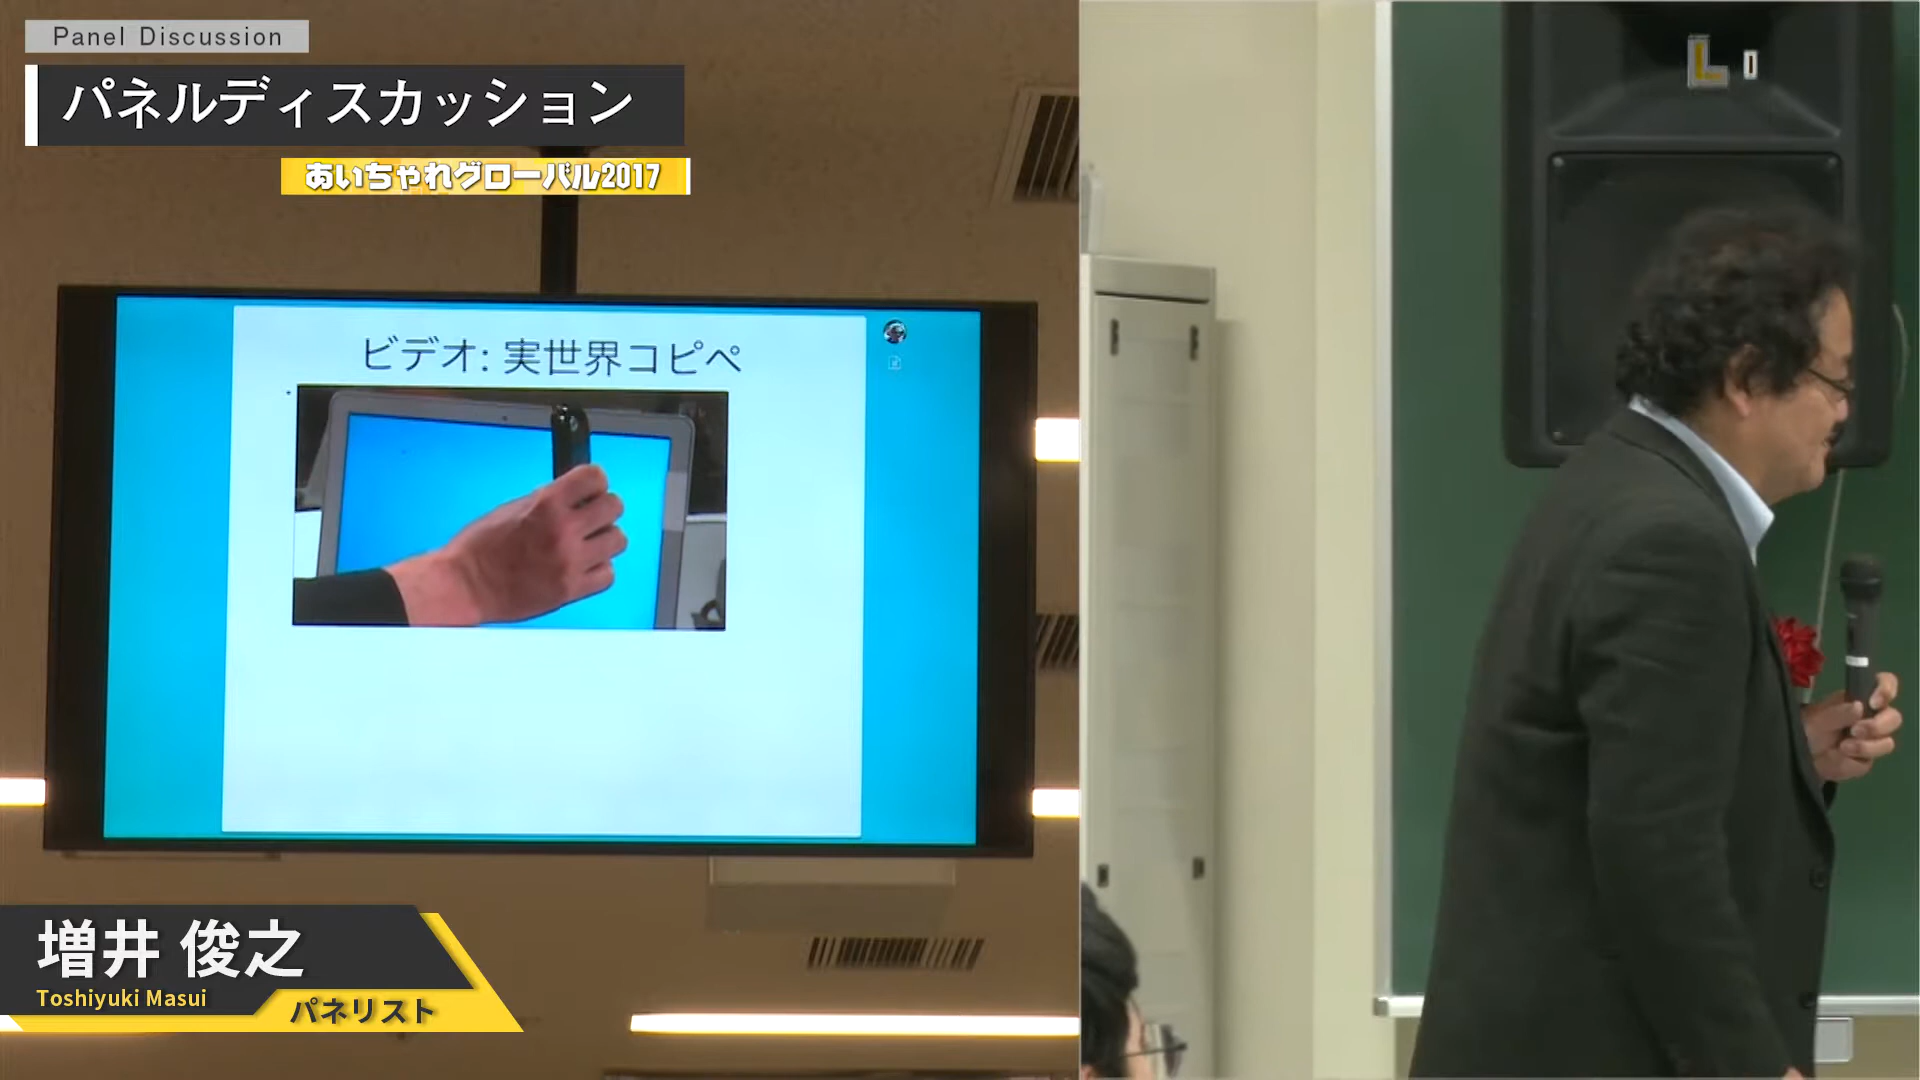 Panel Discussion
パネルディスカッション
あいちゃれグローバル2017
ビデオ: 実世界コピペ
増井 俊之
Toshiyuki Masui
パネリスト